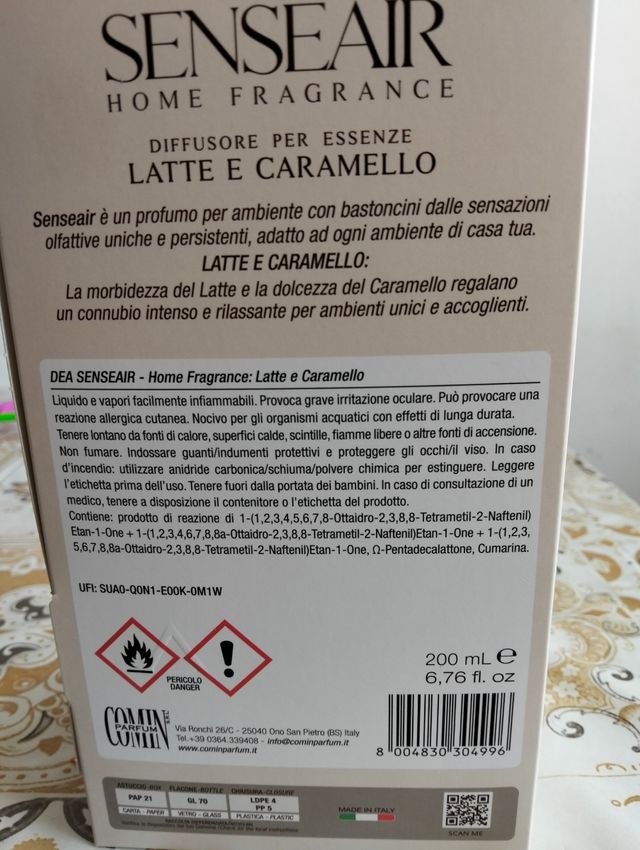 SENSEAIR
HOME FRAGRANCE
DIFFUSORE PER ESSENZE
LATTE E CARAMELLO
Senseair è un profumo per ambiente con bastoncini dalle sensazioni
olfattive uniche e persistenti, adatto ad ogni ambiente di casa tua.
LATTE E CARAMELLO:
La morbidezza del Latte e la dolcezza del Caramello regalano
un connubio intenso e rilassante per ambienti unici e accoglienti.
DEA SENSEAIR - Home Fragrance: Latte e Caramello
Liquido e vapori facilmente infiammabili. Provoca grave irritazione oculare. Può provocare una
reazione allergica cutanea. Nocivo per gli organismi acquatici con effetti di lunga durata.
Tenere lontano da fonti di calore, superfici calde, scintille, fiamme libere o altre fonti di accensione.
Non fumare. Indossare guanti/indumenti protettivi e proteggere gli occhi/il viso. In caso
d'incendio: utilizzare anidride carbonica/schiuma/polvere chimica per estinguere. Leggere
l'etichetta prima dell'uso. Tenere fuori dalla portata dei bambini. In caso di consultazione di un
medico, tenere a disposizione il contenitore o l'etichetta del prodotto.
Contiene: prodotto di reazione di 1-(1,2,3,4,5,6,7,8-Ottaidro-2,3,8,8-Tetrametil-2-Naftenil)
Etan-1-One + 1-(1,2,3,4,6,7,8,8a-Ottaidro-2,3,8,8-Tetrametil-2-Naftenil)Etan-1-One + 1-(1,2,3,
5,6,7,8,8a-Ottaidro-2,3,8,8-Tetrametil-2-Naftenil)Etan-1-One, Ω-Pentadecalattone, Cumarina.
UFI: SUA0-Q0N1-E00K-0M1W
PERICOLO
DANGER
200 mL e
6,76 fl. oz
COMIN
PARFUM
Via Ronchi 26/C - 25040 Ono San Pietro (BS) Italy
Tel.+39 0364.339408 - info@cominparfum.it
www.cominparfum.it
8 004830 304996
ASTUCCIO-BOX FLACONE-BOTTLE CHIUSURA-CLOSURE
PAP 21 GL 70 LDPE 4
PP 5
CARTA - PAPER VETRO - GLASS PLASTICA - PLASTIC
MADE IN ITALY
SCAN ME